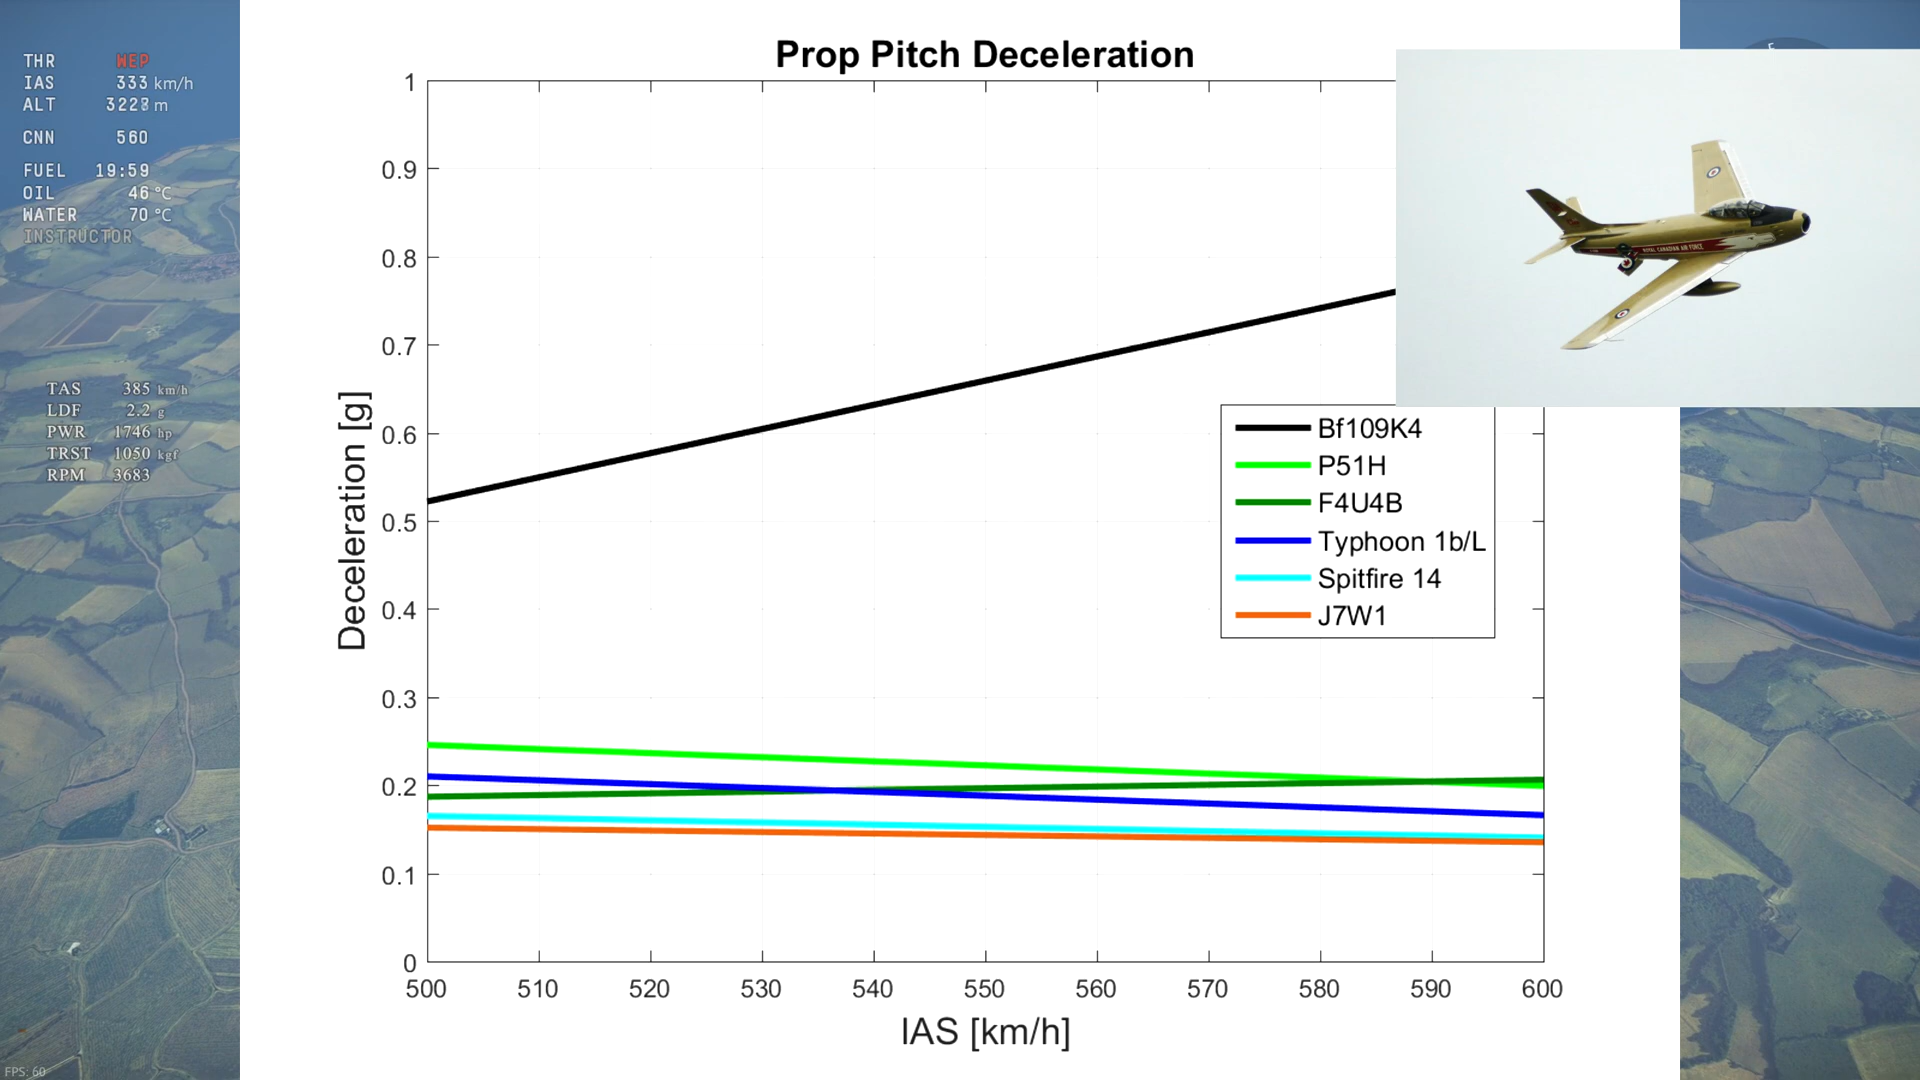 Prop Pitch Deceleration
THR WEP
IAS 333 km/h
ALT 3228 m
CNN 560
FUEL 19:59
OIL 46 °C
WATER 70 °C
INSTRUCTOR
TAS 385 km/h
LDF 2.2 g
PWR 1746 hp
TRST 1050 kgf
RPM 3683
FPS: 60
E
ROYAL CANADIAN AIR FORCE
Deceleration [g]
1
0.9
0.8
0.7
0.6
0.5
0.4
0.3
0.2
0.1
0
Bf109K4
P51H
F4U4B
Typhoon 1b/L
Spitfire 14
J7W1
500 510 520 530 540 550 560 570 580 590 600
IAS [km/h]